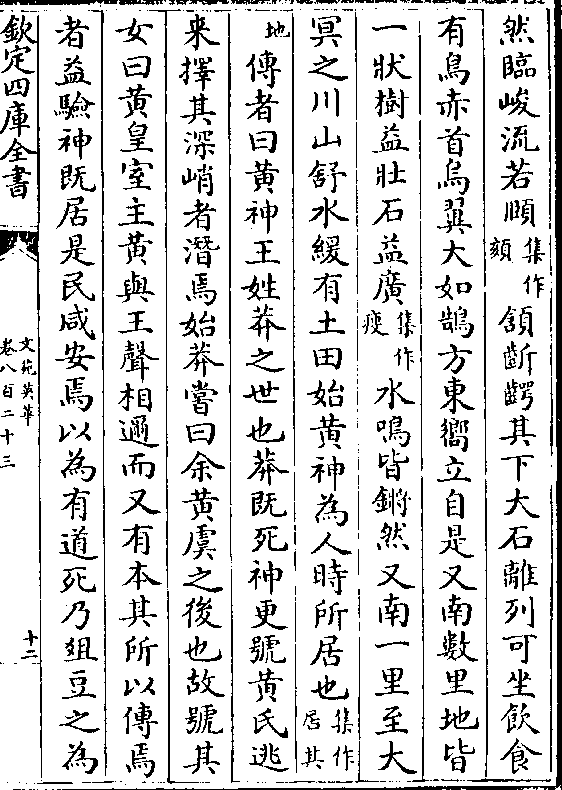 然臨峻流若頤集作頦頷齗齶其下大石離列可坐飲食
有鳥赤首烏翼大如鵠方東嚮立自是又南數里地皆
一狀樹益壯石益廣集作瘦水鳴皆鏘然又南一里至大
冥之川山舒水緩有土田始黄神為人時所居也集作居其
地傳者曰黄神王姓莽之世也莽既死神更號黄氏逃
来擇其深峭者潛焉始莽嘗曰余黄虞之後也故號其
女曰黄皇室主黄與王聲相邇而又有本其所以傳焉
者益驗神既居是民咸安焉以為有道死乃俎豆之為
欽定四庫全書
文苑英華
卷八百二十三
十二